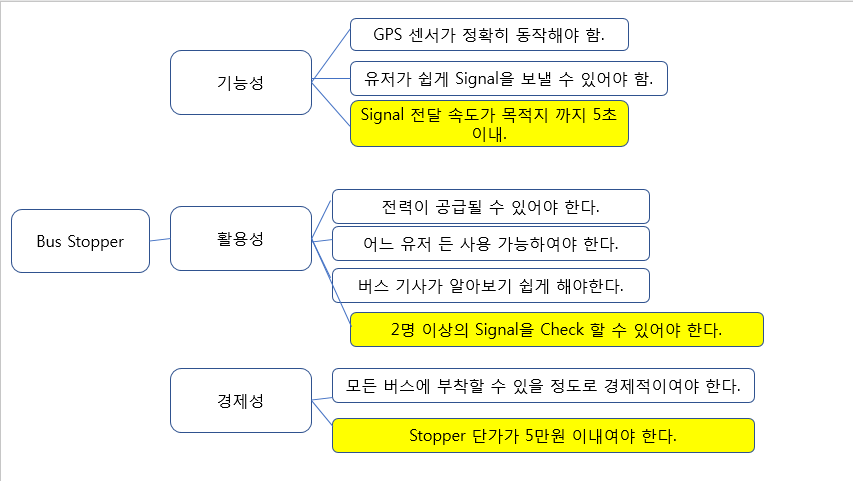 GPS 센서가 정확히 동작해야 함.
기능성
유저가 쉽게 Signal을 보낼 수 있어야 함.
Signal 전달 속도가 목적지 까지 5초
이내.
Bus Stopper
활용성
전력이 공급될 수 있어야 한다.
어느 유저 든 사용 가능하여야 한다.
버스 기사가 알아보기 쉽게 해야한다.
2명 이상의 Signal을 Check 할 수 있어야 한다.
경제성
모든 버스에 부착할 수 있을 정도로 경제적이여야 한다.
Stopper 단가가 5만원 이내여야 한다.